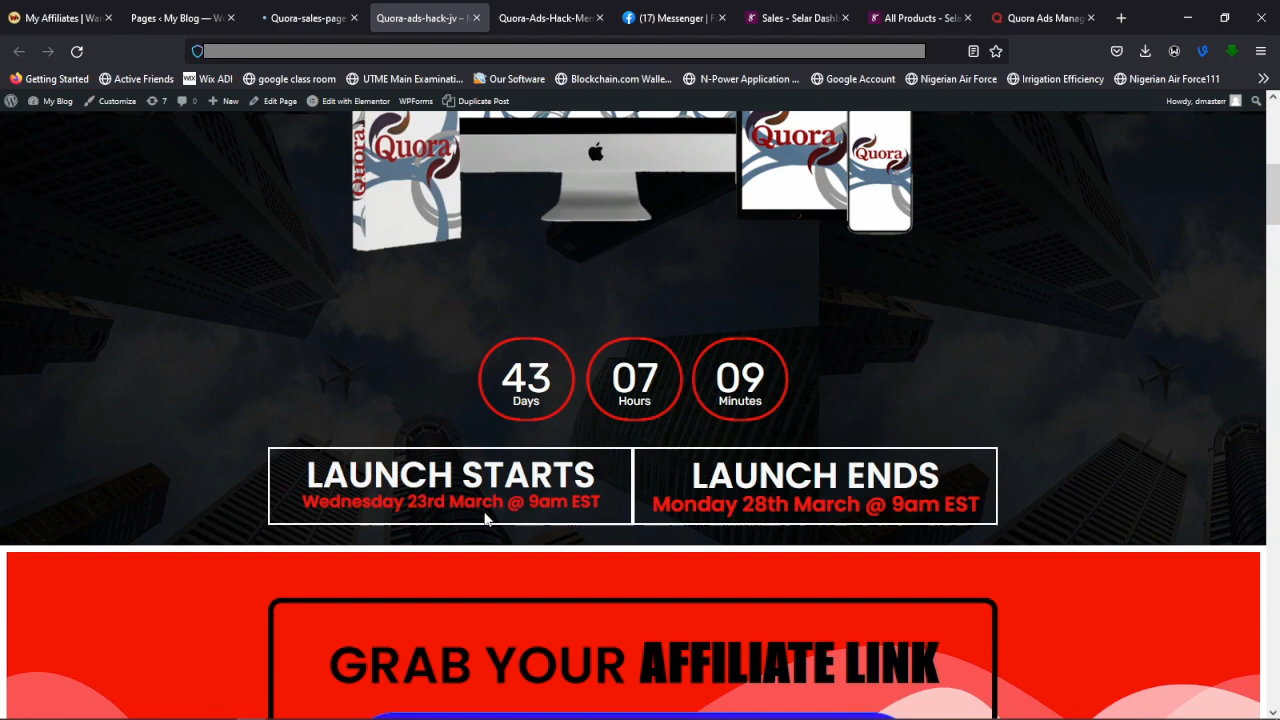 My Affiliates | War
Pages ‹ My Blog — W
Quora-sales-page
Quora-ads-hack-jv –
Quora-Ads-Hack-Mem
(17) Messenger | F
Sales - Selar Dashb
All Products - Sela
Quora Ads Manag
Getting Started
Active Friends
Wix ADI
google class room
UTME Main Examinati...
Our Software
Blockchain.com Walle...
N-Power Application ...
Google Account
Nigerian Air Force
Irrigation Efficiency
Nigerian Air Force111
My Blog
Customize
7
0
New
Edit Page
Edit with Elementor
WPForms
Duplicate Post
Howdy, dmasterr
Quora
Quora
Quora
Quora
43
Days
07
Hours
09
Minutes
LAUNCH STARTS
Wednesday 23rd March @ 9am EST
LAUNCH ENDS
Monday 28th March @ 9am EST
GRAB YOUR AFFILIATE LINK